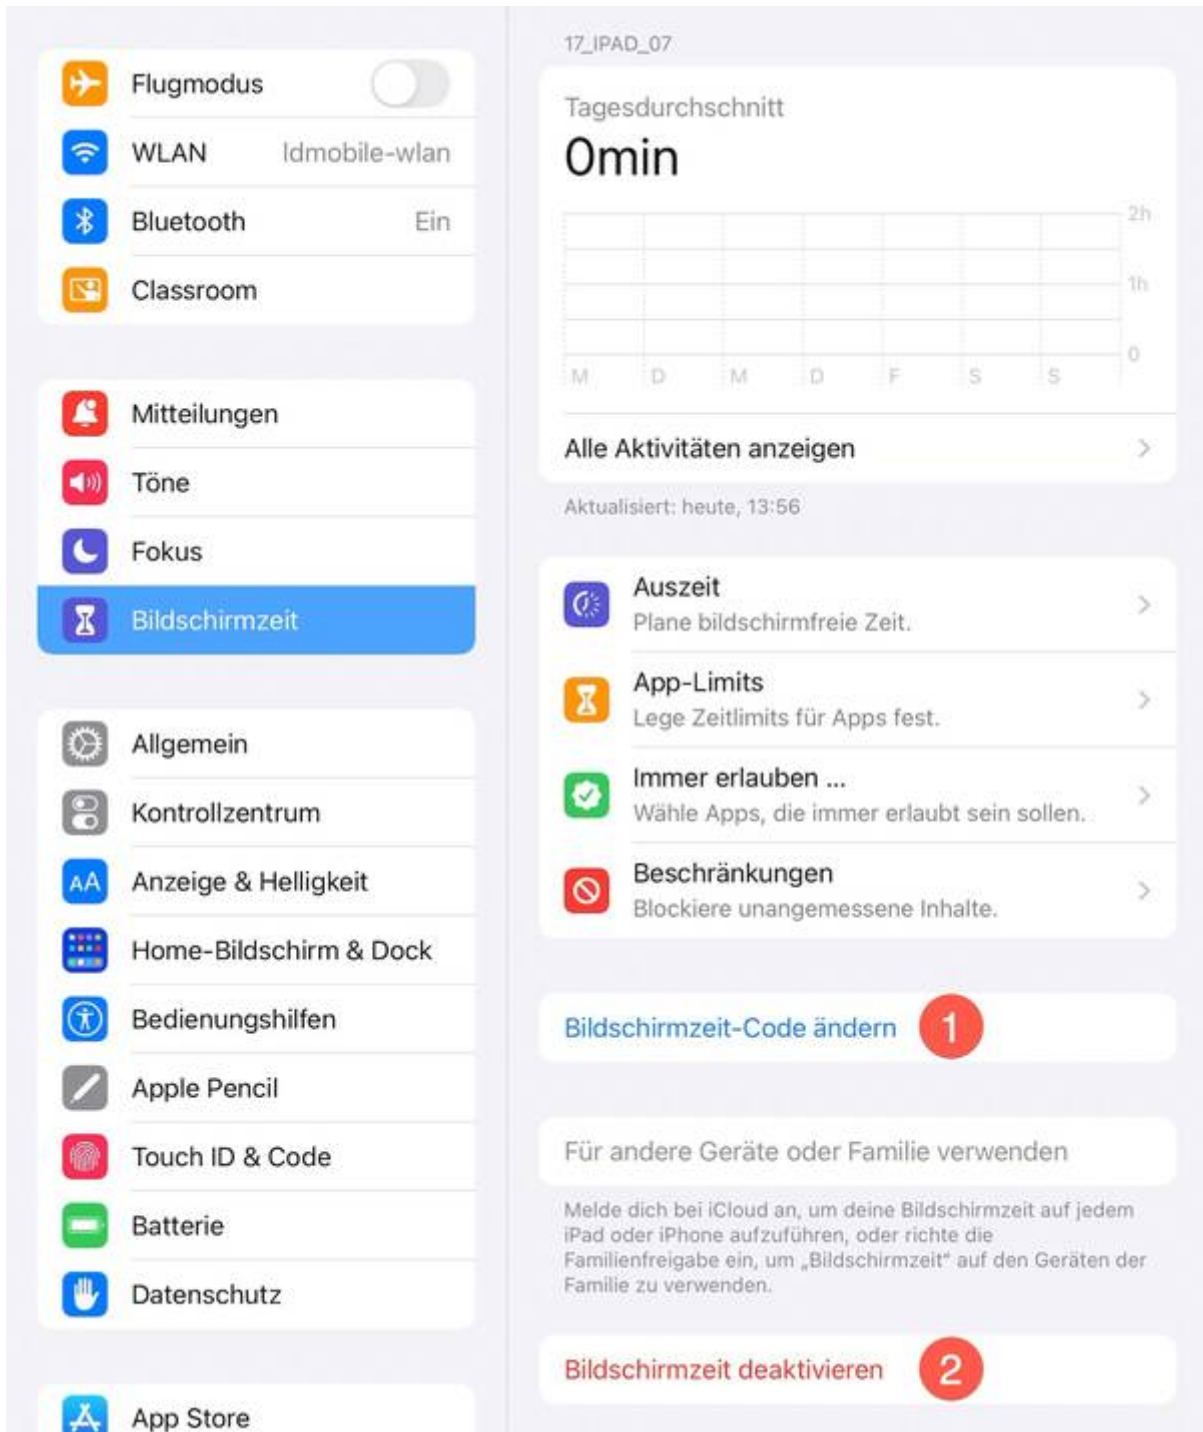 Flugmodus
WLAN ldmobile-wlan
Bluetooth Ein
Classroom
Mitteilungen
Töne
Fokus
Bildschirmzeit
Allgemein
Kontrollzentrum
AA Anzeige & Helligkeit
Home-Bildschirm & Dock
Bedienungshilfen
Apple Pencil
Touch ID & Code
Batterie
Datenschutz
App Store
17_IPAD_07
Tagesdurchschnitt
0min
2h
1h
0
M D M D F S S
Alle Aktivitäten anzeigen
Aktualisiert: heute, 13:56
Auszeit
Plane bildschirmfreie Zeit.
App-Limits
Lege Zeitlimits für Apps fest.
Immer erlauben ...
Wähle Apps, die immer erlaubt sein sollen.
Beschränkungen
Blockiere unangemessene Inhalte.
Bildschirmzeit-Code ändern 1
Für andere Geräte oder Familie verwenden
Melde dich bei iCloud an, um deine Bildschirmzeit auf jedem
iPad oder iPhone aufzuführen, oder richte die
Familienfreigabe ein, um „Bildschirmzeit“ auf den Geräten der
Familie zu verwenden.
Bildschirmzeit deaktivieren 2